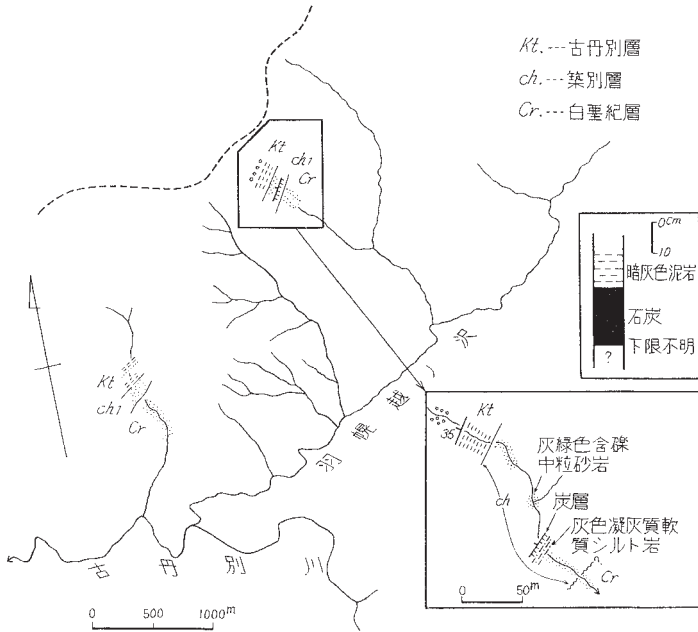 Kt.---古丹別層
ch.---築別層
Cr.---白堊紀層
Kt
ch1
Cr
0cm
10
暗灰色泥岩
石炭
下限不明
?
Kt
ch1
Cr
羽幌越ノ沢
古丹別川
0 500 1000m
Kt
35
灰緑色含礫
中粒砂岩
ch
炭層
灰色凝灰質軟
質シルト岩
?
Cr
0 50m